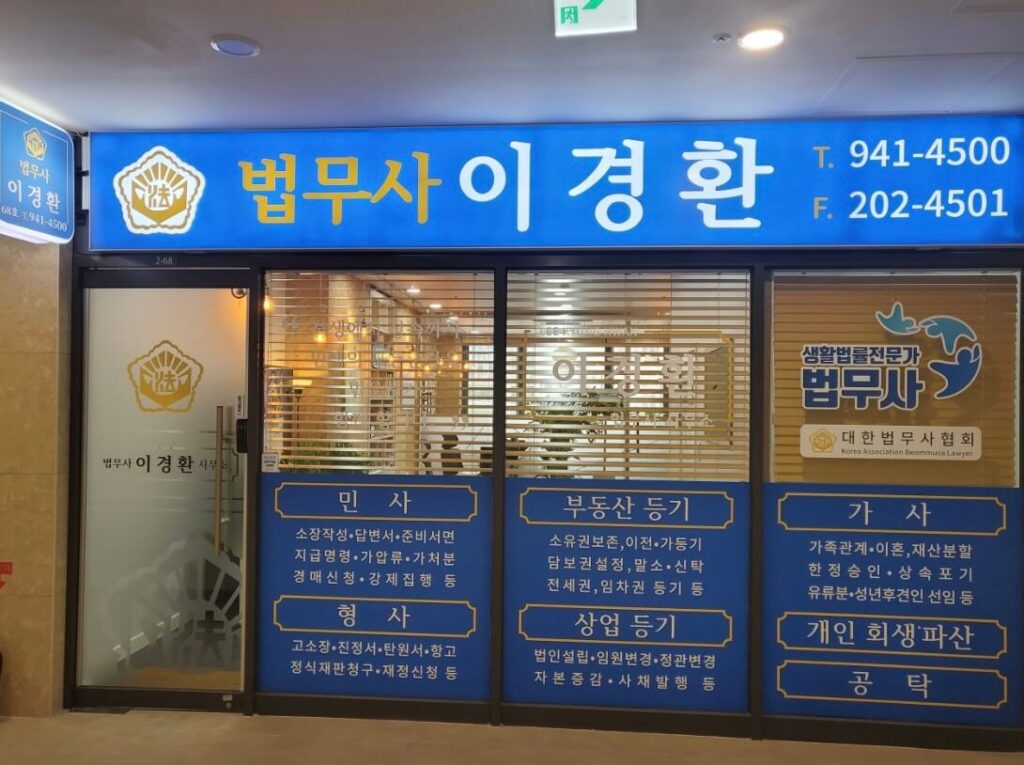 법무사
이경환
68호 T.941-4500
법무사 이경환
T. 941-4500
F. 202-4501
2-68
法
법무사 이경환 사무소
이경환
생활법률전문가
법무사
대한법무사협회
Korea Association Beommusa Lawyer
민 사
소장작성•답변서•준비서면
지급명령•가압류•가처분
경매신청•강제집행 등
형 사
고소장•진정서•탄원서•항고
정식재판청구•재정신청 등
부동산 등기
소유권보존,이전•가등기
담보권설정,말소•신탁
전세권,임차권 등기 등
상업 등기
법인설립•임원변경•정관변경
자본증감•사채발행 등
가 사
가족관계•이혼,재산분할
한정승인•상속포기
유류분•성년후견인 선임 등
개인 회생•파산
공 탁